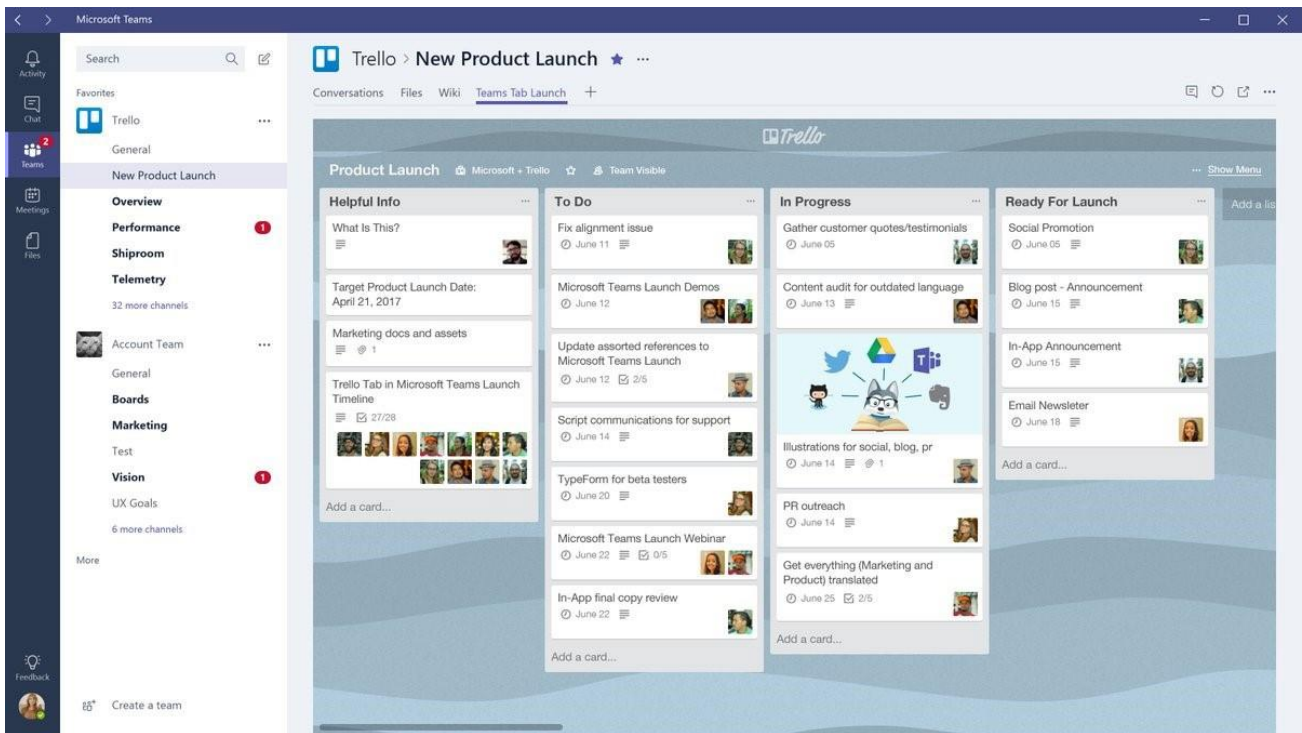 Microsoft Teams
Activity
Chat
2
Teams
Meetings
Files
Feedback
Search
Favorites
Trello
General
New Product Launch
Overview
Performance 1
Shiproom
Telemetry
32 more channels
Account Team
General
Boards
Marketing
Test
Vision 1
UX Goals
6 more channels
More
Create a team
Trello > New Product Launch
Conversations Files Wiki Teams Tab Launch
Trello
Product Launch Microsoft + Trello Team Visible Show Menu
Helpful Info
What Is This?
Target Product Launch Date:
April 21, 2017
Marketing docs and assets
1
Trello Tab in Microsoft Teams Launch
Timeline
27/28
Add a card...
To Do
Fix alignment issue
June 11
Microsoft Teams Launch Demos
June 12
Update assorted references to
Microsoft Teams Launch
June 12 2/5
Script communications for support
June 14
TypeForm for beta testers
June 20
Microsoft Teams Launch Webinar
June 22 0/5
In-App final copy review
June 22
Add a card...
In Progress
Gather customer quotes/testimonials
June 05
Content audit for outdated language
June 13
Illustrations for social, blog, pr
June 14 1
PR outreach
June 14
Get everything (Marketing and
Product) translated
June 25 2/5
Add a card...
Ready For Launch
Social Promotion
June 05
Blog post - Announcement
June 15
In-App Announcement
June 15
Email Newsleter
June 18
Add a card...
Add a lis